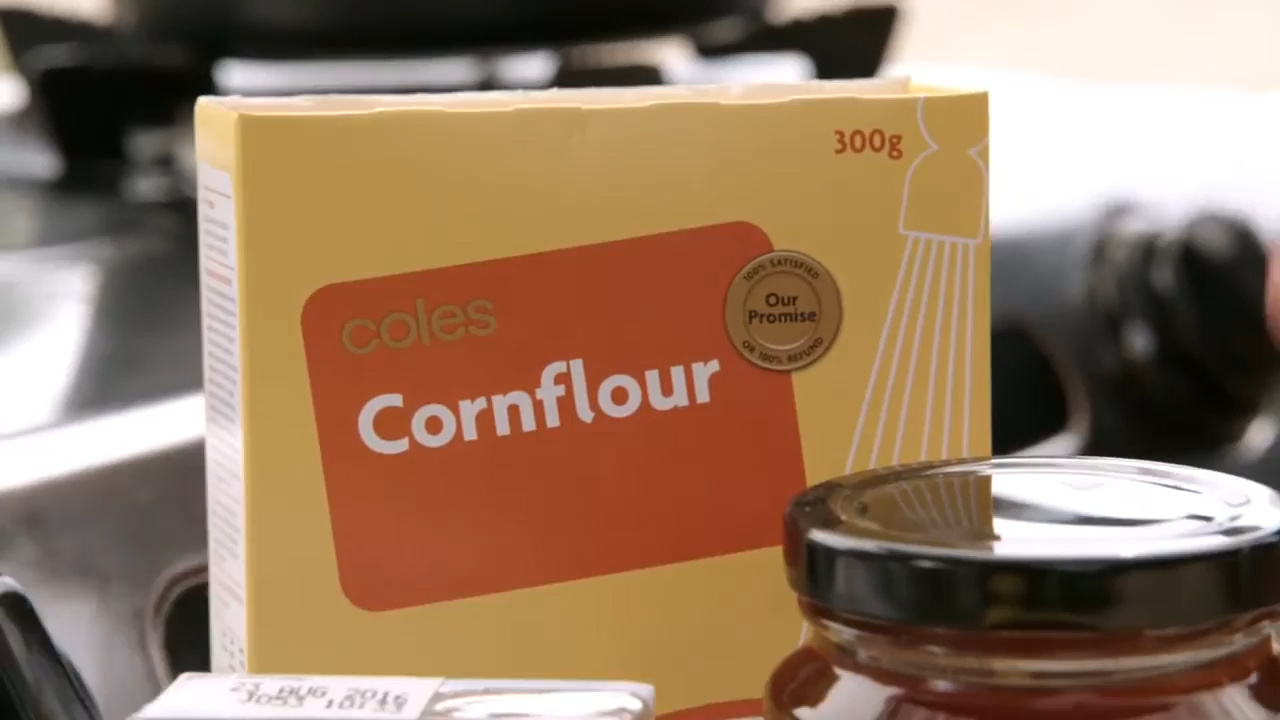 300g
coles
Cornflour
100% SATISFIED
Our
Promise
OR 100% REFUND
23 AUG 2016